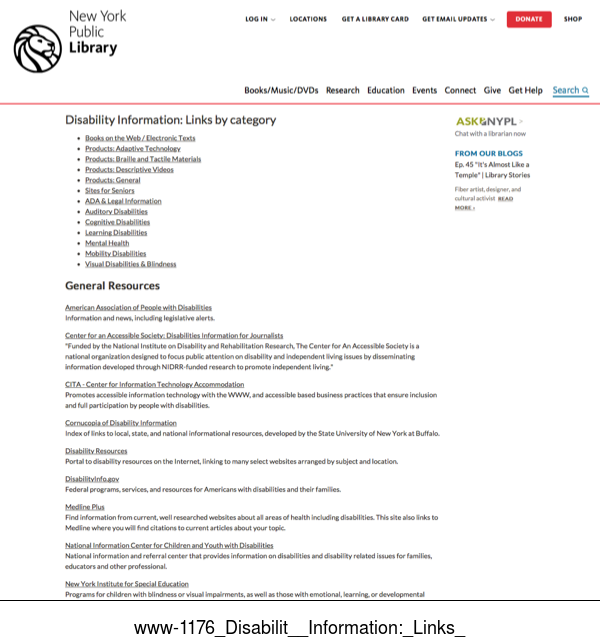 New York
Public
Library
LOG IN
LOCATIONS
GET A LIBRARY CARD
GET EMAIL UPDATES
DONATE
SHOP
Books/Music/DVDs Research Education Events Connect Give Get Help Search
Disability Information: Links by category
Books on the Web / Electronic Texts
Products: Adaptive Technology
Products: Braille and Tactile Materials
Products: Descriptive Videos
Products: General
Sites for Seniors
ADA & Legal Information
Auditory Disabilities
Cognitive Disabilities
Learning Disabilities
Mental Health
Mobility Disabilities
Visual Disabilities & Blindness
ASK NYPL >
Chat with a librarian now
FROM OUR BLOGS
Ep. 45 "It's Almost Like a
Temple" | Library Stories
Fiber artist, designer, and
cultural activist READ
MORE ›
General Resources
American Association of People with Disabilities
Information and news, including legislative alerts.
Center for an Accessible Society: Disabilities Information for Journalists
"Funded by the National Institute on Disability and Rehabilitation Research, The Center for An Accessible Society is a
national organization designed to focus public attention on disability and independent living issues by disseminating
information developed through NIDRR-funded research to promote independent living."
CITA - Center for Information Technology Accommodation
Promotes accessible information technology with the WWW, and accessible based business practices that ensure inclusion
and full participation by people with disabilities.
Cornucopia of Disability Information
Index of links to local, state, and national informational resources, developed by the State University of New York at Buffalo.
Disability Resources
Portal to disability resources on the Internet, linking to many select websites arranged by subject and location.
DisabilityInfo.gov
Federal programs, services, and resources for Americans with disabilities and their families.
Medline Plus
Find information from current, well researched websites about all areas of health including disabilities. This site also links to
Medline where you will find citations to current articles about your topic.
National Information Center for Children and Youth with Disabilities
National information and referral center that provides information on disabilities and disability related issues for families,
educators and other professional.
New York Institute for Special Education
Programs for children with blindness or visual impairments, as well as those with emotional, learning, or developmental
www-1176_Disabilit__Information:_Links_